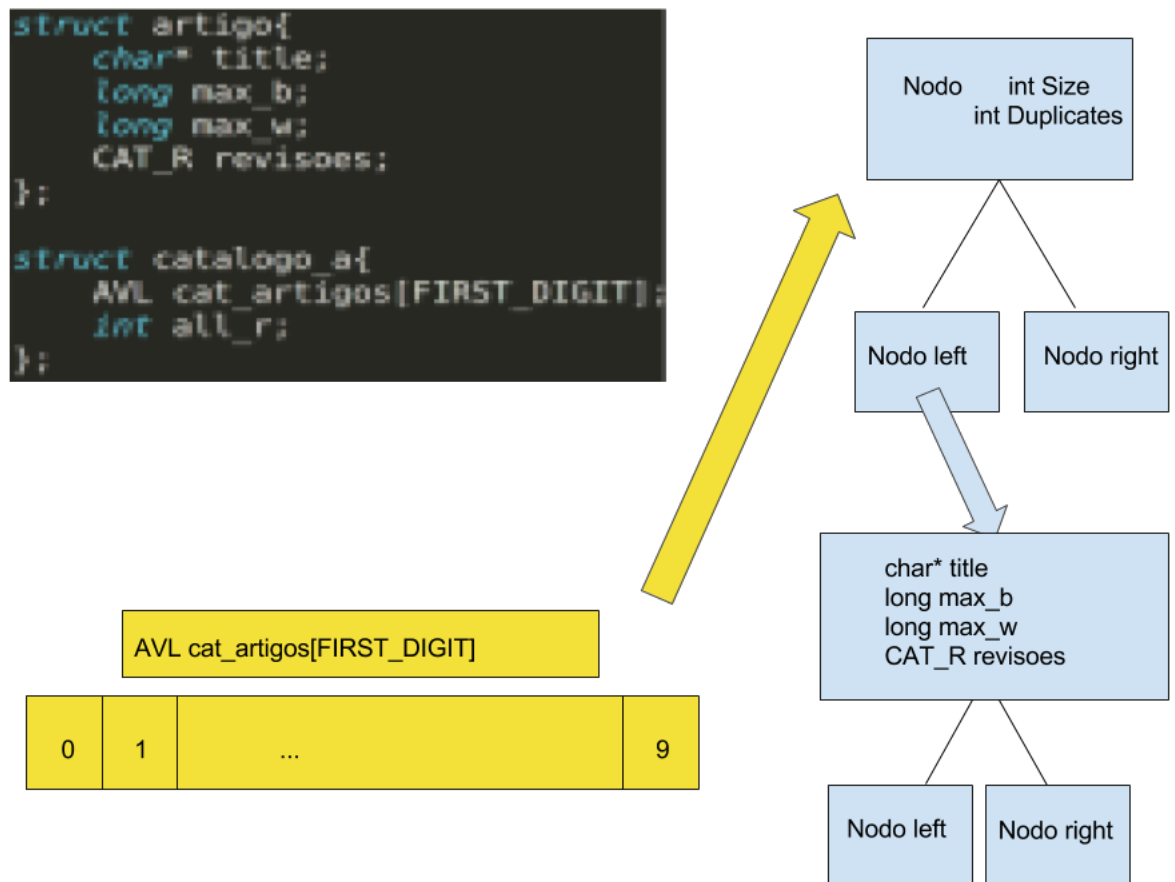 struct artigo{
char* title;
long max_b;
long max_w;
CAT_R revisoes;
};
struct catalogo_a{
AVL cat_artigos[FIRST_DIGIT];
int all_r;
};
Nodo int Size
int Duplicates
Nodo left
Nodo right
char* title
long max_b
long max_w
CAT_R revisoes
Nodo left
Nodo right
AVL cat_artigos[FIRST_DIGIT]
0 1 ... 9